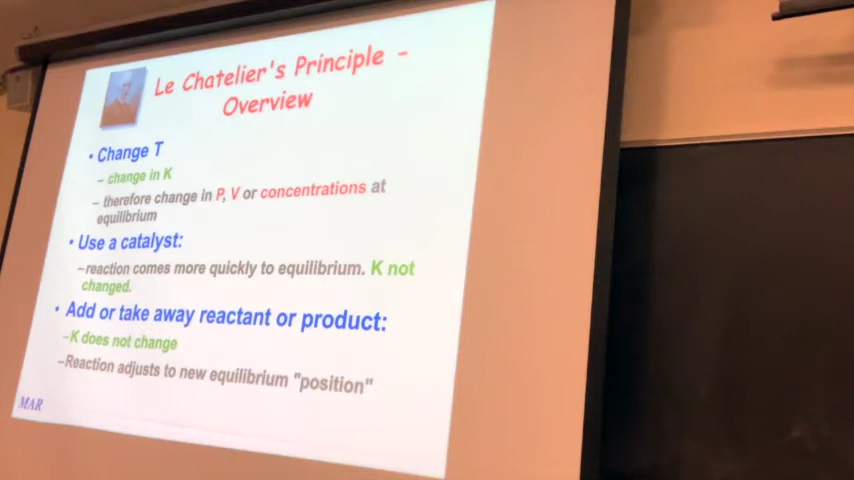 Le Chatelier's Principle -
Overview
• Change T
– change in K
– therefore change in P, V or concentrations at
equilibrium
• Use a catalyst:
–reaction comes more quickly to equilibrium. K not
changed.
• Add or take away reactant or product:
–K does not change
–Reaction adjusts to new equilibrium "position"
MAR